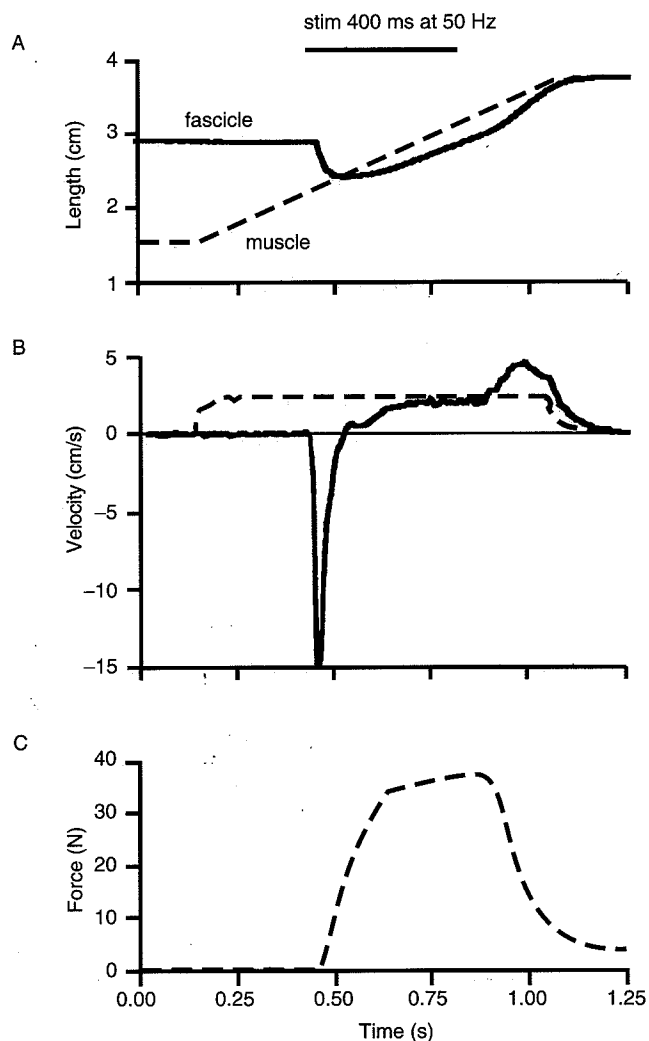 stim 400 ms at 50 Hz
A
4
3
2
1
Length (cm)
fascicle
muscle
B
5
0
−5
−10
−15
Velocity (cm/s)
C
40
30
20
10
0
Force (N)
0.00 0.25 0.50 0.75 1.00 1.25
Time (s)